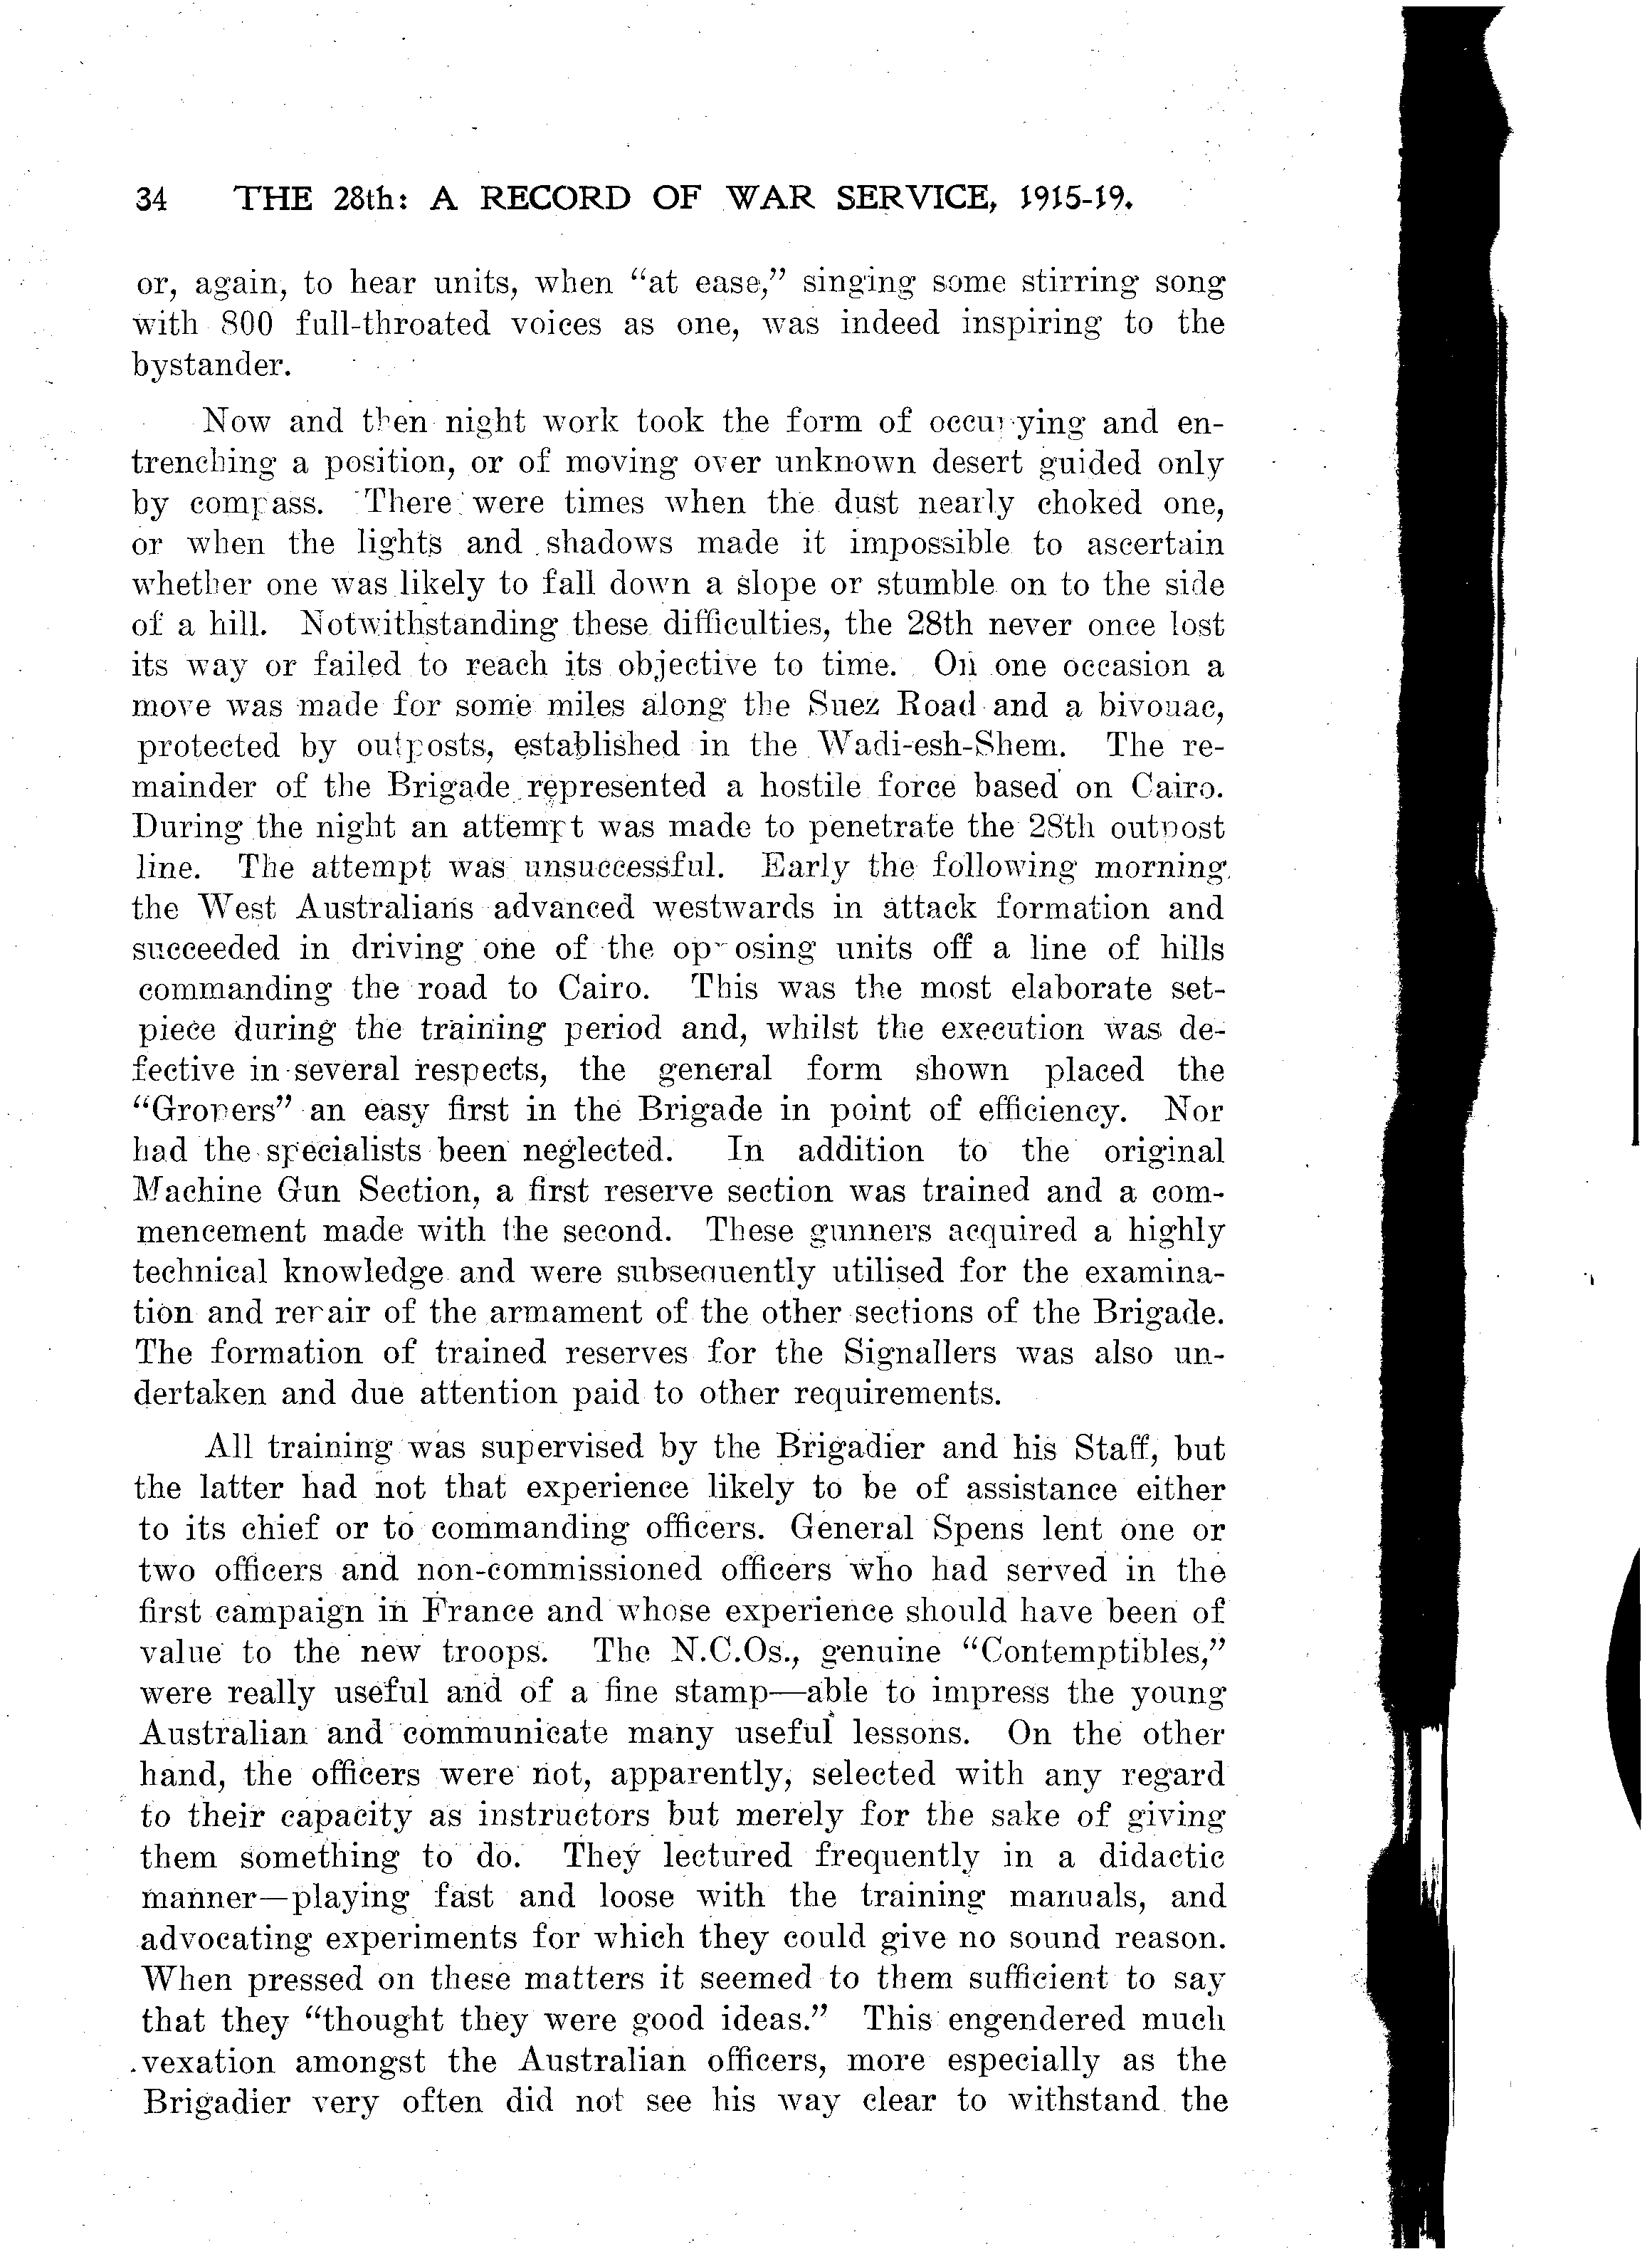 34 THE 28th: A RECORD OF WAR SERVICE, 1915-19.
or, again, to hear units, when “at ease,” singing some stirring song
with 800 full-throated voices as one, was indeed inspiring to the
bystander.
Now and then night work took the form of occupying and en-
trenching a position, or of moving over unknown desert guided only
by compass. There were times when the dust nearly choked one,
or when the lights and shadows made it impossible to ascertain
whether one was likely to fall down a slope or stumble on to the side
of a hill. Notwithstanding these difficulties, the 28th never once lost
its way or failed to reach its objective to time. On one occasion a
move was made for some miles along the Suez Road and a bivouac,
protected by outposts, established in the Wadi-esh-Shem. The re-
mainder of the Brigade represented a hostile force based on Cairo.
During the night an attempt was made to penetrate the 28th outpost
line. The attempt was unsuccessful. Early the following morning,
the West Australians advanced westwards in attack formation and
succeeded in driving one of the opposing units off a line of hills
commanding the road to Cairo. This was the most elaborate set-
piece during the training period and, whilst the execution was de-
fective in several respects, the general form shown placed the
“Gropers” an easy first in the Brigade in point of efficiency. Nor
had the specialists been neglected. In addition to the original
Machine Gun Section, a first reserve section was trained and a com-
mencement made with the second. These gunners acquired a highly
technical knowledge and were subsequently utilised for the examina-
tion and repair of the armament of the other sections of the Brigade.
The formation of trained reserves for the Signallers was also un-
dertaken and due attention paid to other requirements.
All training was supervised by the Brigadier and his Staff, but
the latter had not that experience likely to be of assistance either
to its chief or to commanding officers. General Spens lent one or
two officers and non-commissioned officers who had served in the
first campaign in France and whose experience should have been of
value to the new troops. The N.C.Os., genuine “Contemptibles,”
were really useful and of a fine stamp—able to impress the young
Australian and communicate many useful lessons. On the other
hand, the officers were not, apparently, selected with any regard
to their capacity as instructors but merely for the sake of giving
them something to do. They lectured frequently in a didactic
manner—playing fast and loose with the training manuals, and
advocating experiments for which they could give no sound reason.
When pressed on these matters it seemed to them sufficient to say
that they “thought they were good ideas.” This engendered much
vexation amongst the Australian officers, more especially as the
Brigadier very often did not see his way clear to withstand the